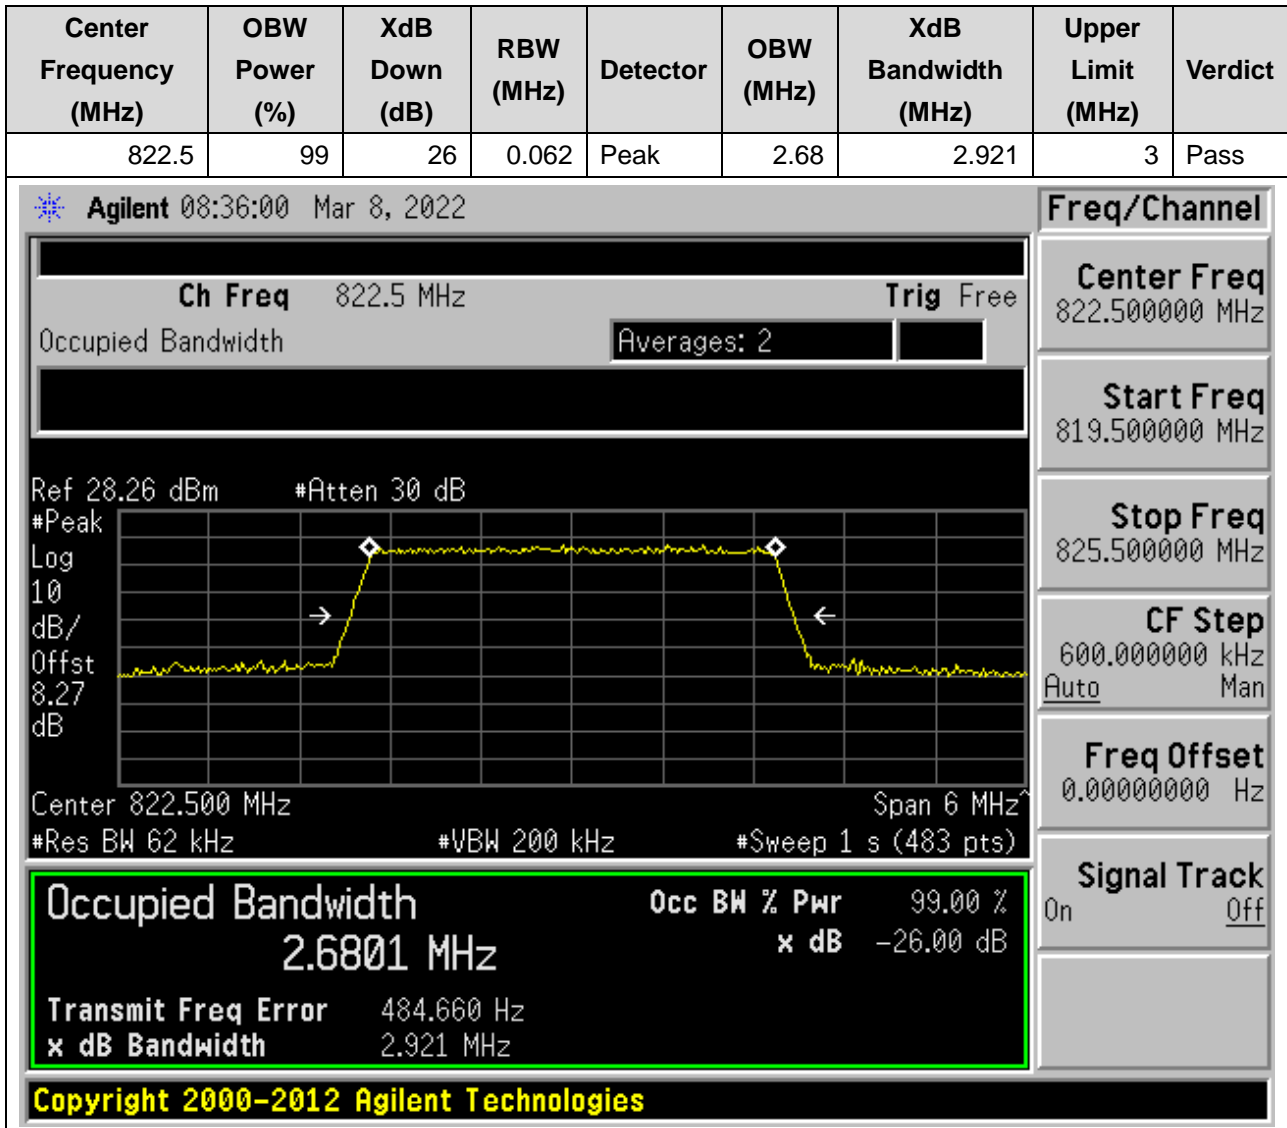 Center Frequency (MHz) OBW Power (%) XdB Down (dB) RBW (MHz) Detector OBW (MHz) XdB Bandwidth (MHz) Upper Limit (MHz) Verdict
822.5 99 26 0.062 Peak 2.68 2.921 3 Pass
Agilent 08:36:00 Mar 8, 2022
Freq/Channel
Ch Freq 822.5 MHz Trig Free
Occupied Bandwidth Averages: 2
Ref 28.26 dBm #Atten 30 dB
#Peak
Log
10
dB/
Offst
8.27
dB
Center 822.500 MHz Span 6 MHz^
#Res BW 62 kHz #VBW 200 kHz #Sweep 1 s (483 pts)
Occupied Bandwidth Occ BW % Pwr 99.00 %
2.6801 MHz x dB -26.00 dB
Transmit Freq Error 484.660 Hz
x dB Bandwidth 2.921 MHz
Center Freq
822.500000 MHz
Start Freq
819.500000 MHz
Stop Freq
825.500000 MHz
CF Step
600.000000 kHz
Auto Man
Freq Offset
0.00000000 Hz
Signal Track
On Off
Copyright 2000-2012 Agilent Technologies